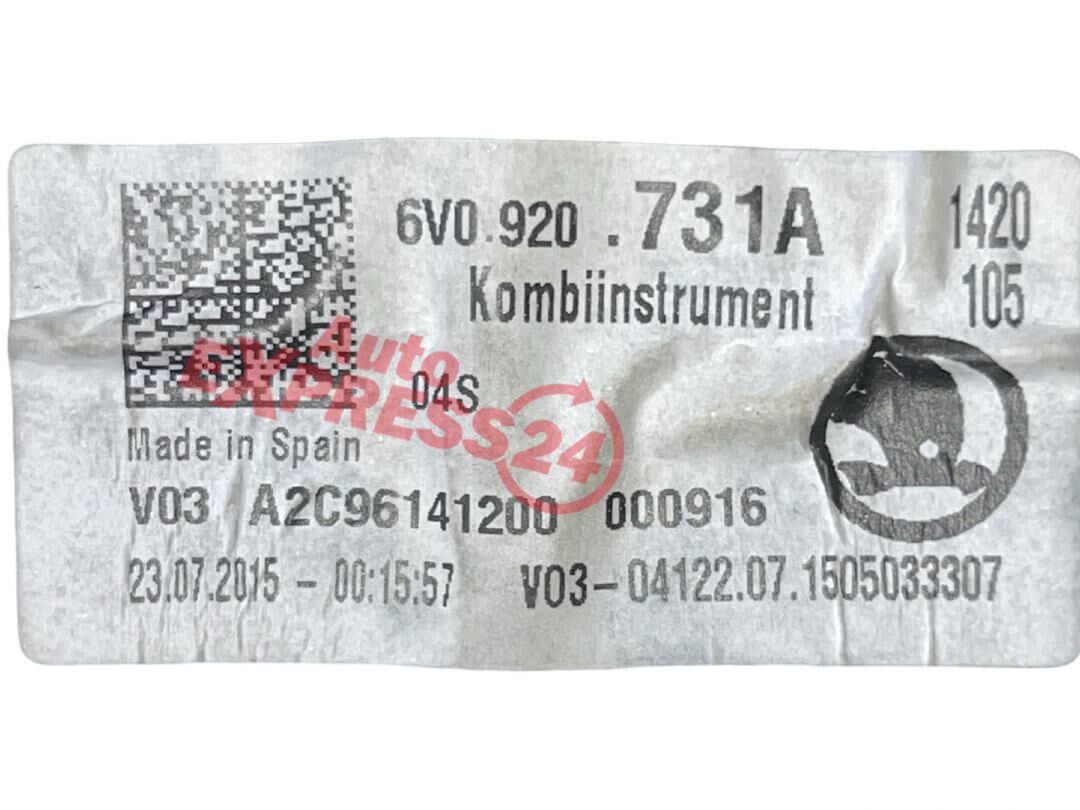 6V0.920 .731A 1420
Kombiinstrument 105
Auto
EXPRESS24
04S
Made in Spain
V03 A2C96141200 000916
23.07.2015 - 00:15:57 V03-04122.07.1505033307